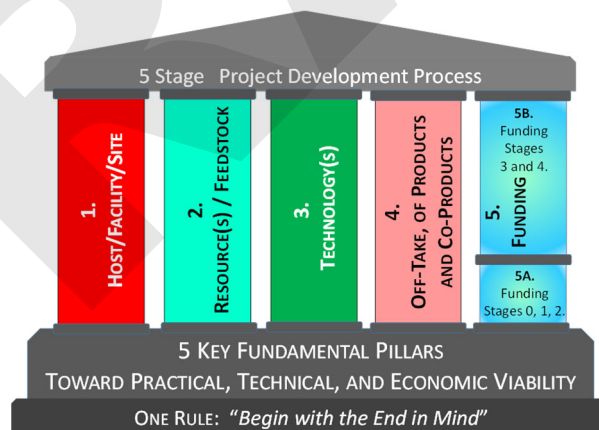 5 Stage Project Development Process
1.
HOST/FACILITY/SITE
2.
RESOURCE(S) / FEEDSTOCK
3.
TECHNOLOGY(S)
4.
OFF-TAKE, OF PRODUCTS
AND CO-PRODUCTS
5.
FUNDING
5B.
Funding
Stages
3 and 4.
5A.
Funding
Stages 0, 1, 2.
5 KEY FUNDAMENTAL PILLARS
TOWARD PRACTICAL, TECHNICAL, AND ECONOMIC VIABILITY
ONE RULE: "Begin with the End in Mind"